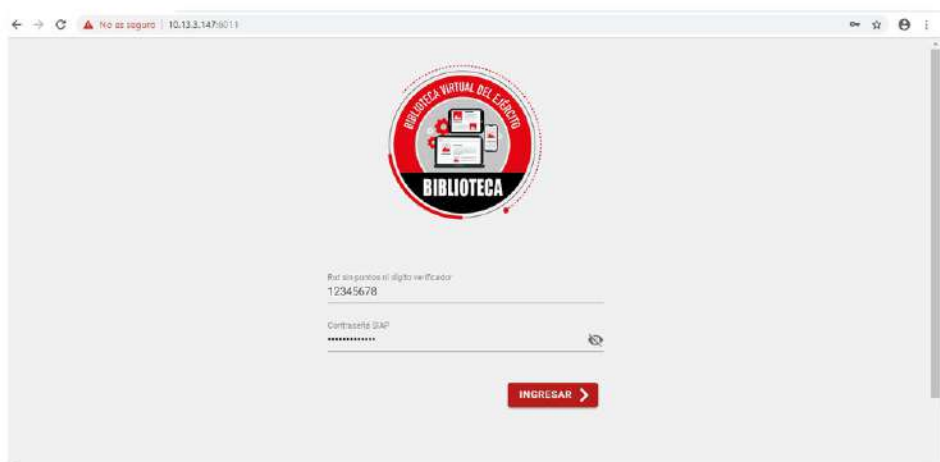 No es seguro | 10.13.3.147:6011
BIBLIOTECA VIRTUAL DEL EJÉRCITO
BIBLIOTECA
Rut sin puntos ni dígito verificador
12345678
Contraseña SIAP
•••••••••••••
INGRESAR